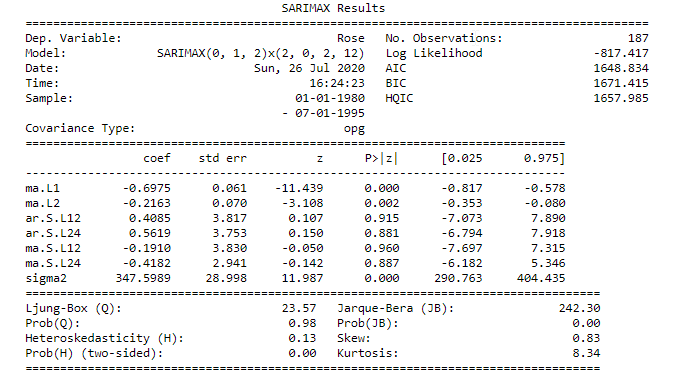 SARIMAX Results
==============================================================================================
Dep. Variable: Rose No. Observations: 187
Model: SARIMAX(0, 1, 2)x(2, 0, 2, 12) Log Likelihood -817.417
Date: Sun, 26 Jul 2020 AIC 1648.834
Time: 16:24:23 BIC 1671.415
Sample: 01-01-1980 HQIC 1657.985
- 07-01-1995
Covariance Type: opg
==============================================================================
coef std err z P>|z| [0.025 0.975]
------------------------------------------------------------------------------
ma.L1 -0.6975 0.061 -11.439 0.000 -0.817 -0.578
ma.L2 -0.2163 0.070 -3.108 0.002 -0.353 -0.080
ar.S.L12 0.4085 3.817 0.107 0.915 -7.073 7.890
ar.S.L24 0.5619 3.753 0.150 0.881 -6.794 7.918
ma.S.L12 -0.1910 3.830 -0.050 0.960 -7.697 7.315
ma.S.L24 -0.4182 2.941 -0.142 0.887 -6.182 5.346
sigma2 347.5989 28.998 11.987 0.000 290.763 404.435
===================================================================================
Ljung-Box (Q): 23.57 Jarque-Bera (JB): 242.30
Prob(Q): 0.98 Prob(JB): 0.00
Heteroskedasticity (H): 0.13 Skew: 0.83
Prob(H) (two-sided): 0.00 Kurtosis: 8.34
===================================================================================